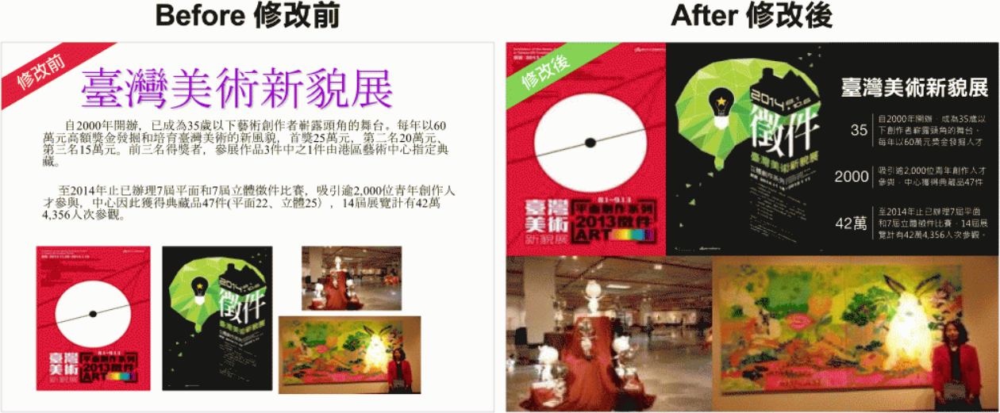 Before 修改前
After 修改後
修改前
臺灣美術新貌展
自2000年開辦，已成為35歲以下藝術創作者嶄露頭角的舞台。每年以60
萬元高額獎金發掘和培育臺灣美術的新風貌，首獎25萬元，第二名20萬元、
第三名15萬元。前三名得獎者，參展作品3件中之1件由港區藝術中心指定典
藏。
至2014年止已辦理7屆平面和7屆立體徵件比賽，吸引逾2,000位青年創作人
才參與，中心因此獲得典藏品47件(平面22、立體25），14屆展覽計有42萬
4,356人次參觀。
8.1~9.13
臺灣
美術
新貌展
平面創作系列
2013徵件
ART
2014
徵件
臺灣美術新貌展
修改後
8.1~9.13
臺灣
美術
新貌展
平面創作系列
2013徵件
ART
2014 8.1
10.6
徵件
臺灣美術新貌展
立體創作系列
臺灣美術新貌展
35
自2000年開辦，成為35歲以
下創作者嶄露頭角的舞台。
每年以60萬元獎金發掘人才
2000
吸引逾2,000位青年創作人才
參與，中心獲得典藏品47件
42萬
至2014年止已辦理7屆平面
和7屆立體徵件比賽，14屆展
覽計有42萬4,356人次參觀。